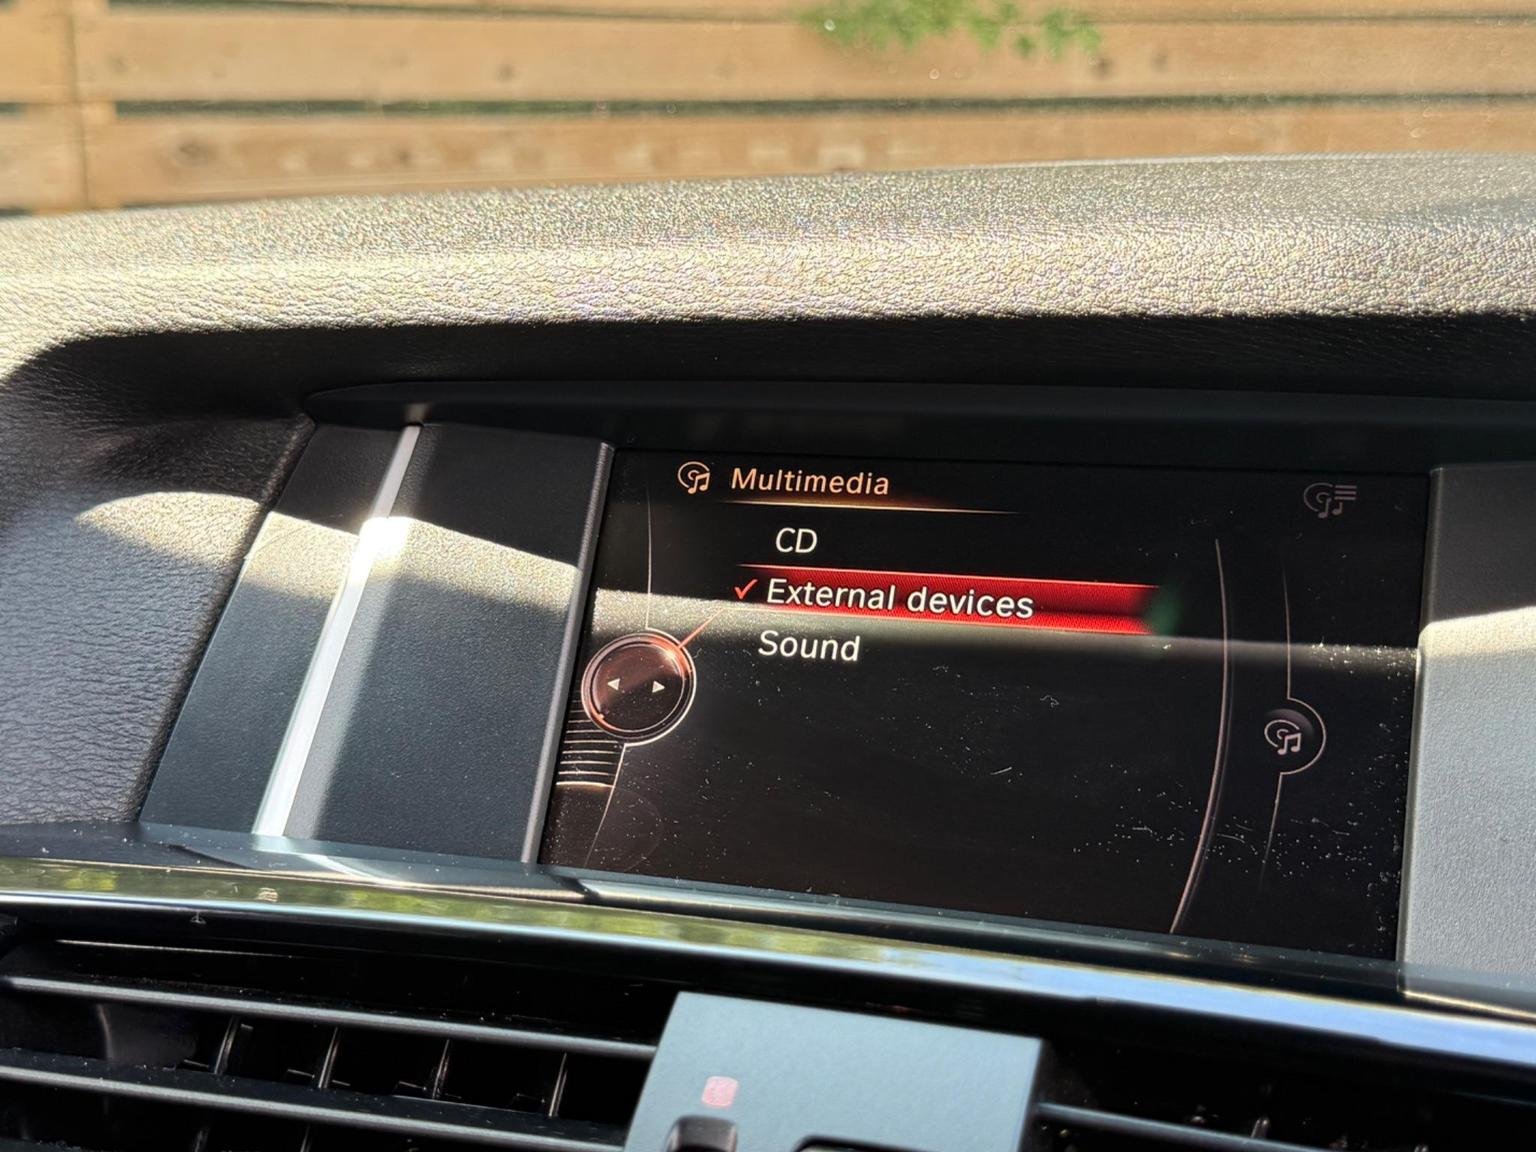 Multimedia
CD
External devices
Sound